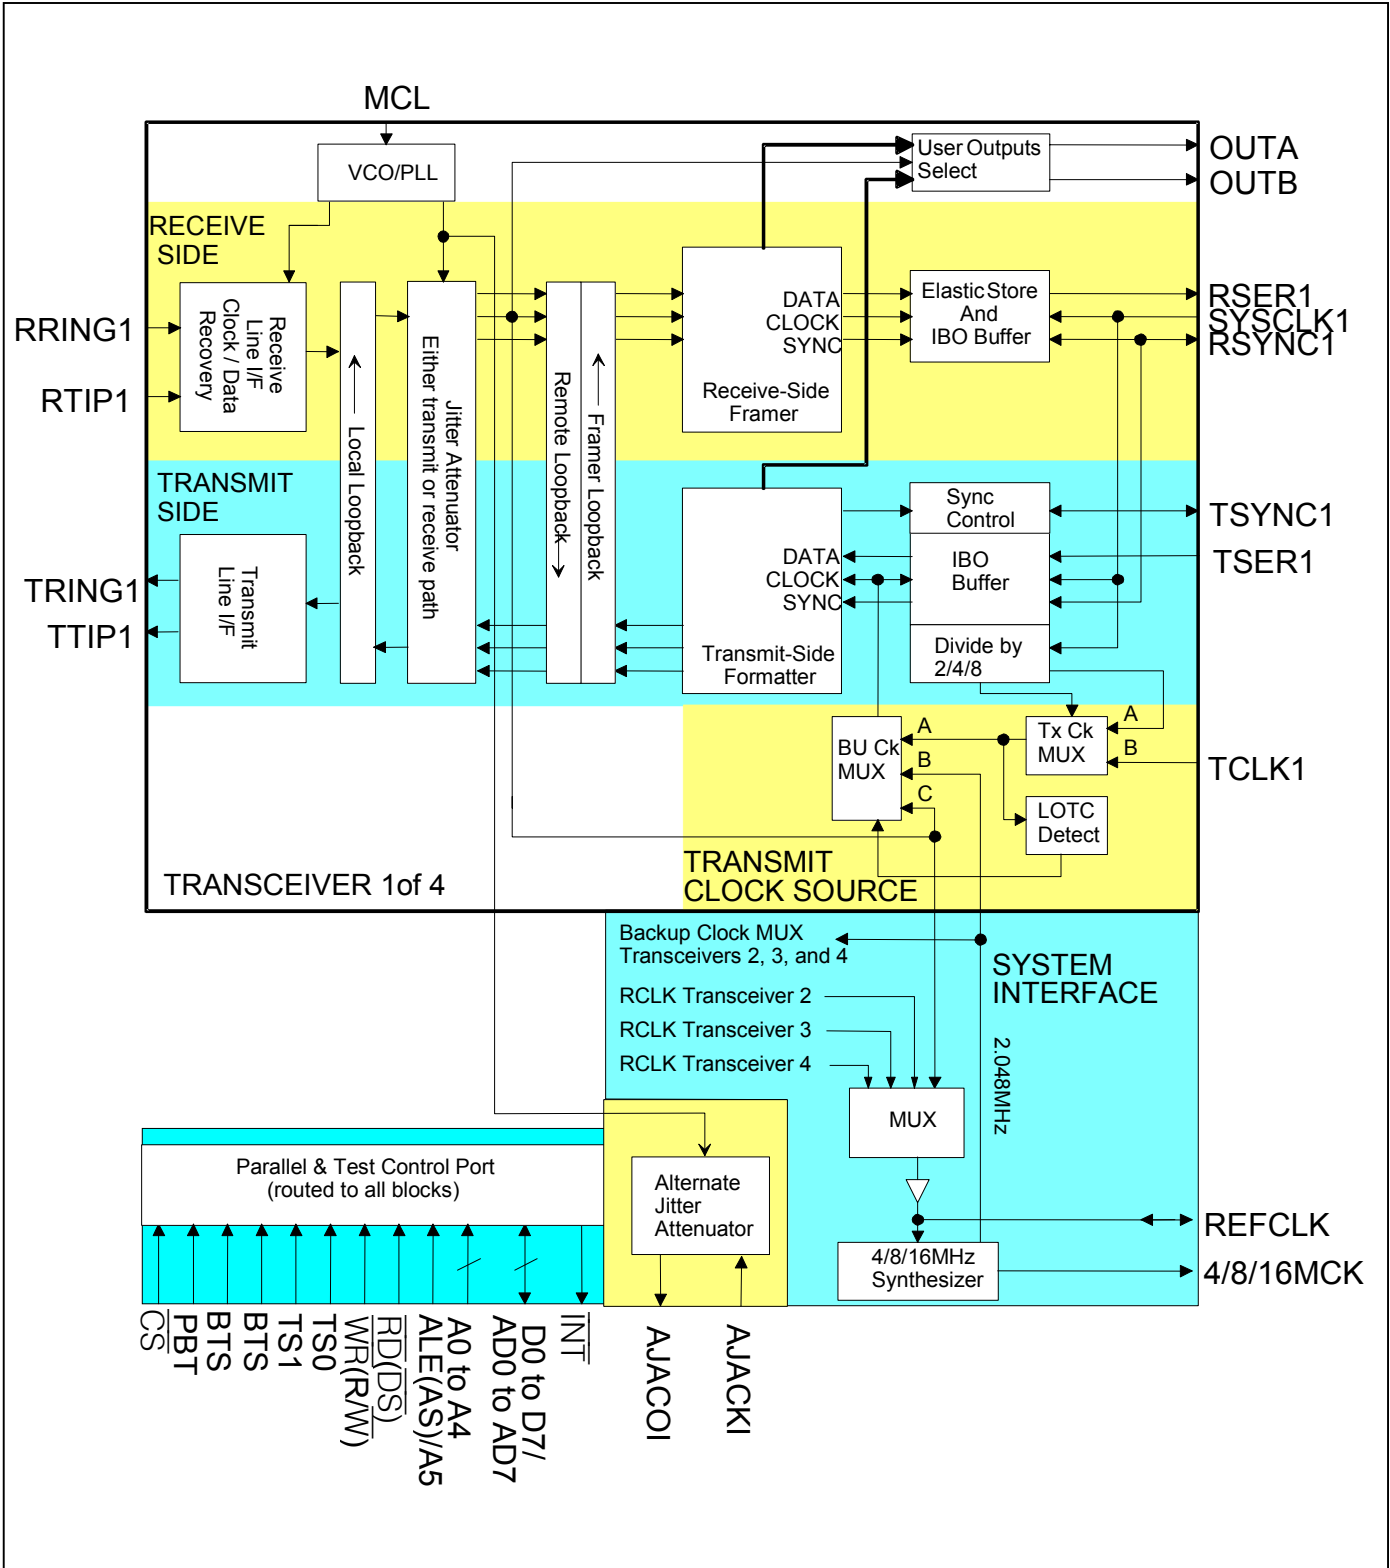 MCL
VCO/PLL
User Outputs
Select
OUTA
OUTB
RECEIVE
SIDE
RRING1
RTIP1
Receive
Line I/F
Clock / Data
Recovery
Local Loopback
Jitter Attenuator
Either transmit or receive path
Remote Loopback
Framer Loopback
DATA
CLOCK
SYNC
Receive-Side
Framer
Elastic Store
And
IBO Buffer
RSER1
SYSCLK1
RSYNC1
TRANSMIT
SIDE
TRING1
TTIP1
Transmit
Line I/F
DATA
CLOCK
SYNC
Transmit-Side
Formatter
Sync
Control
IBO
Buffer
Divide by
2/4/8
TSYNC1
TSER1
BU Ck
MUX
A
B
C
Tx Ck
MUX
A
B
TCLK1
LOTC
Detect
TRANSMIT
CLOCK SOURCE
TRANSCEIVER 1of 4
Backup Clock MUX
Transceivers 2, 3, and 4
SYSTEM
INTERFACE
RCLK Transceiver 2
RCLK Transceiver 3
RCLK Transceiver 4
2.048MHz
MUX
Parallel & Test Control Port
(routed to all blocks)
Alternate
Jitter
Attenuator
4/8/16MHz
Synthesizer
REFCLK
4/8/16MCK
CS
PBT
BTS
BTS
TS1
TS0
WR(R/W)
RD(DS)
ALE(AS)/A5
A0 to A4
D0 to D7/
AD0 to AD7
INT
AJACOI
AJACKI